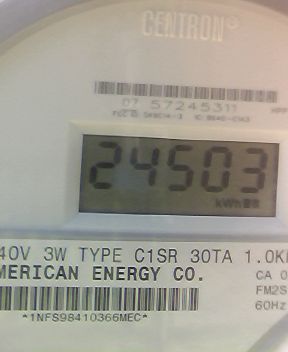 CENTRON®
07 57245311
24503
kWh
40V 3W TYPE C1SR 30TA 1.0K
MERICAN ENERGY CO.
CA 0
FM2S
60Hz
*1NFS98410366MEC*